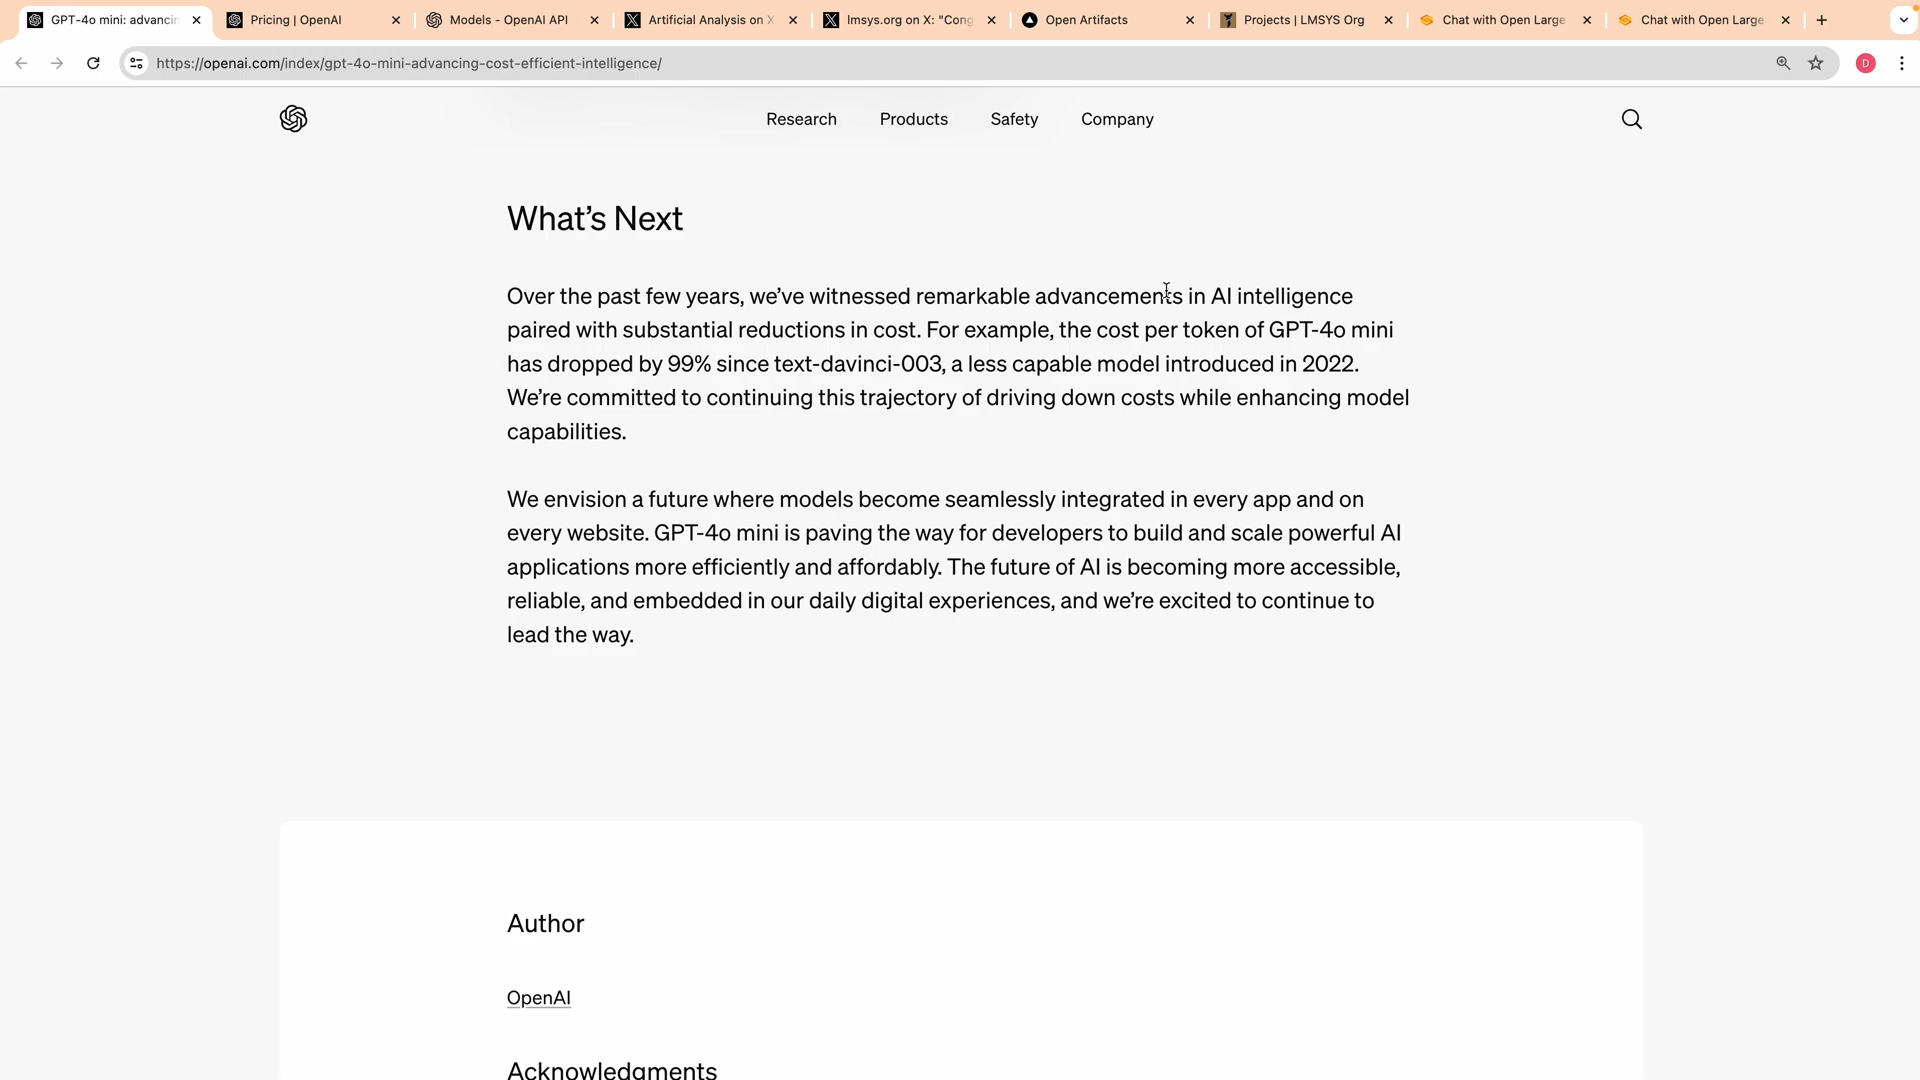 GPT-4o mini: advancin
Pricing | OpenAI
Models - OpenAI API
Artificial Analysis on X
lmsys.org on X: "Cong
Open Artifacts
Projects | LMSYS Org
Chat with Open Large
Chat with Open Large
https://openai.com/index/gpt-4o-mini-advancing-cost-efficient-intelligence/
D
Research Products Safety Company
What's Next
Over the past few years, we've witnessed remarkable advancements in AI intelligence
paired with substantial reductions in cost. For example, the cost per token of GPT-4o mini
has dropped by 99% since text-davinci-003, a less capable model introduced in 2022.
We're committed to continuing this trajectory of driving down costs while enhancing model
capabilities.
We envision a future where models become seamlessly integrated in every app and on
every website. GPT-4o mini is paving the way for developers to build and scale powerful AI
applications more efficiently and affordably. The future of AI is becoming more accessible,
reliable, and embedded in our daily digital experiences, and we're excited to continue to
lead the way.
Author
OpenAI
Acknowledgments